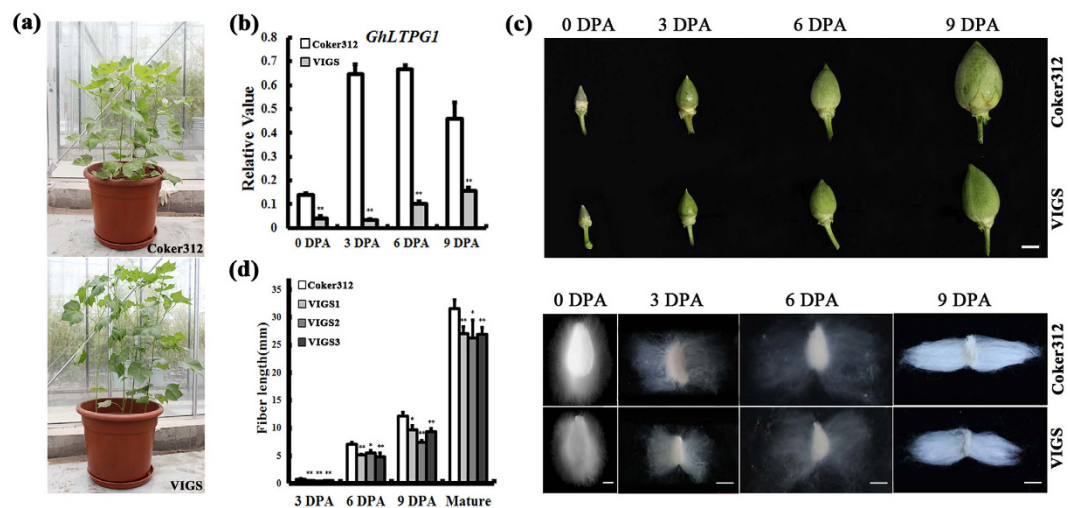 (a)
Coker312
VIGS
(b)
GhLTPG1
Coker312
VIGS
Relative Value
0.8
0.7
0.6
0.5
0.4
0.3
0.2
0.1
0
**
**
**
**
0 DPA 3 DPA 6 DPA 9 DPA
(d)
Coker312
VIGS1
VIGS2
VIGS3
Fiber length(mm)
35
30
25
20
15
10
5
0
** ** **
** * **
* ** **
** * **
3 DPA 6 DPA 9 DPA Mature
(c)
0 DPA 3 DPA 6 DPA 9 DPA
Coker312
VIGS
0 DPA 3 DPA 6 DPA 9 DPA
Coker312
VIGS